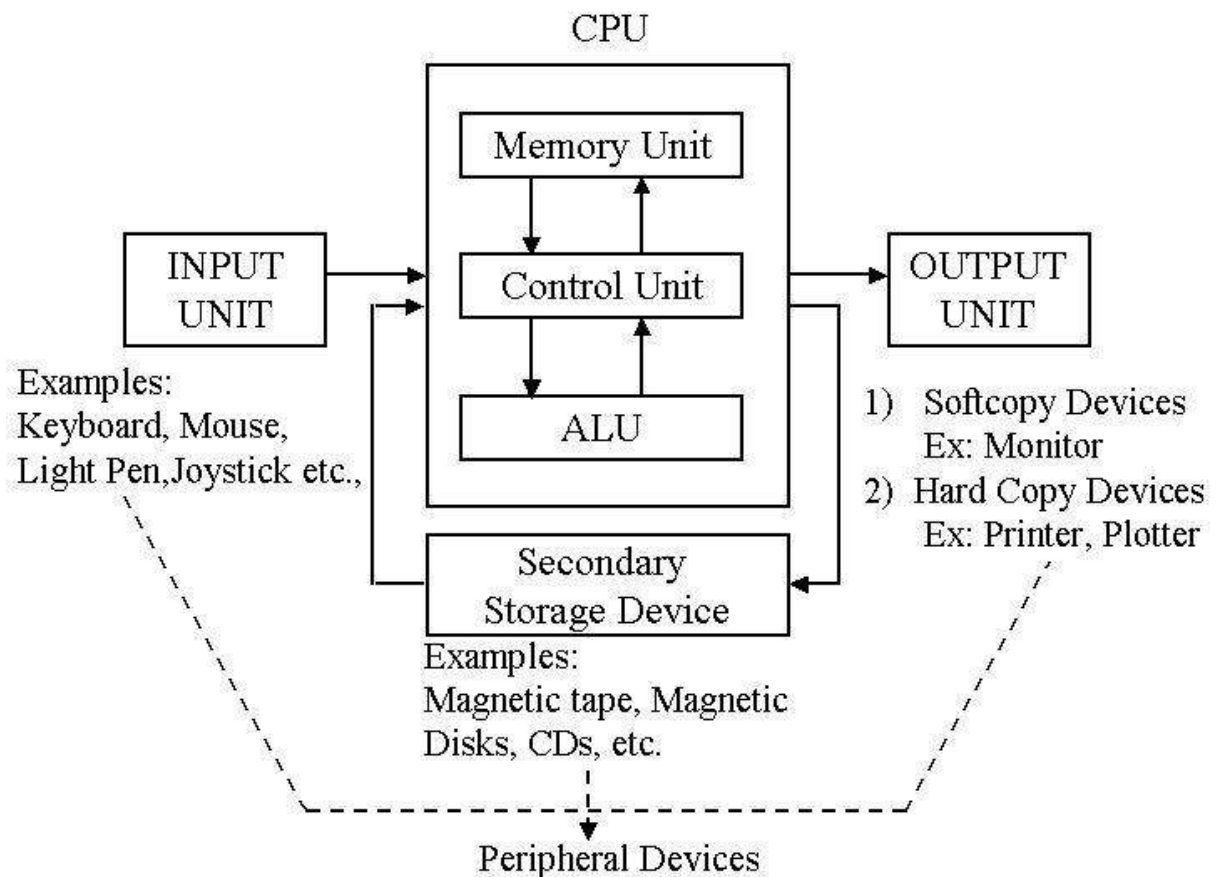 CPU
Memory Unit
Control Unit
ALU
INPUT
UNIT
Examples:
Keyboard, Mouse,
Light Pen,Joystick etc.,
OUTPUT
UNIT
1) Softcopy Devices
Ex: Monitor
2) Hard Copy Devices
Ex: Printer, Plotter
Secondary
Storage Device
Examples:
Magnetic tape, Magnetic
Disks, CDs, etc.
Peripheral Devices